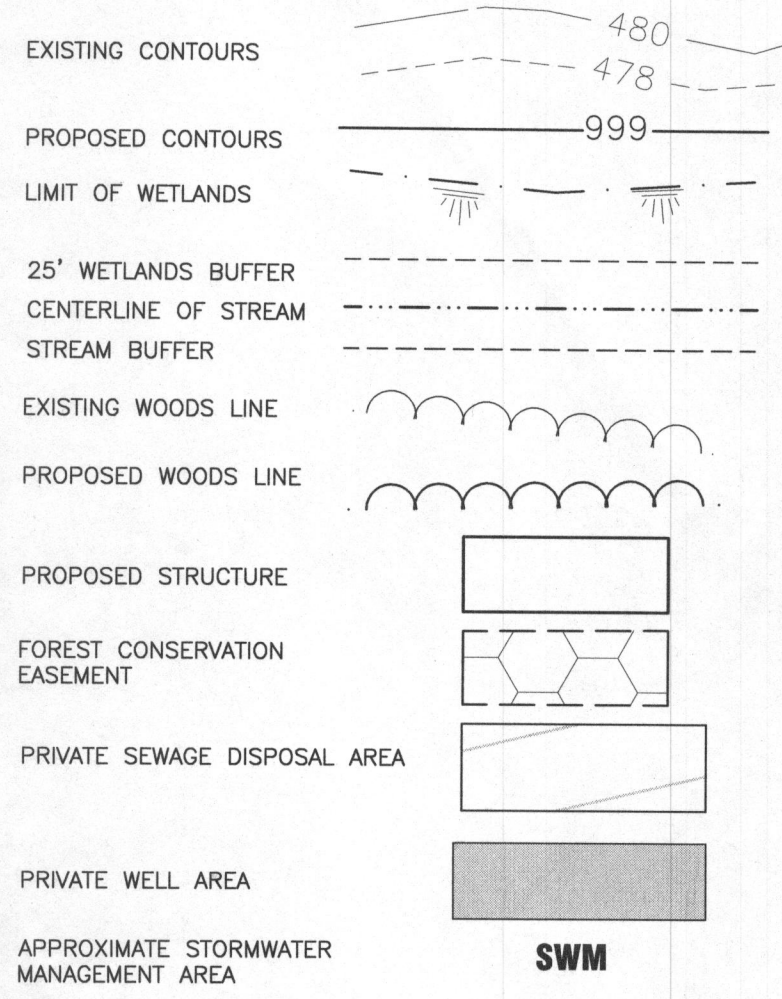 EXISTING CONTOURS
480
478
PROPOSED CONTOURS
999
LIMIT OF WETLANDS
25' WETLANDS BUFFER
CENTERLINE OF STREAM
STREAM BUFFER
EXISTING WOODS LINE
PROPOSED WOODS LINE
PROPOSED STRUCTURE
FOREST CONSERVATION
EASEMENT
PRIVATE SEWAGE DISPOSAL AREA
PRIVATE WELL AREA
APPROXIMATE STORMWATER
MANAGEMENT AREA
SWM